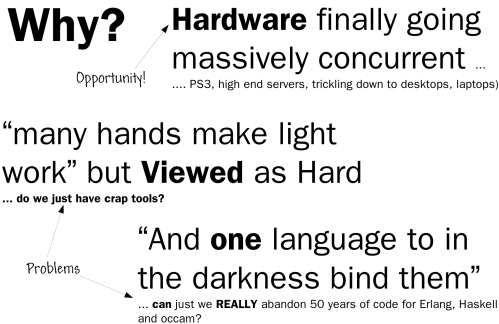 Why?
Hardware finally going
massively concurrent ...
.... PS3, high end servers, trickling down to desktops, laptops)
Opportunity!
“many hands make light
work” but Viewed as Hard
... do we just have crap tools?
Problems
“And one language to in
the darkness bind them”
... can just we REALLY abandon 50 years of code for Erlang, Haskell
and occam?